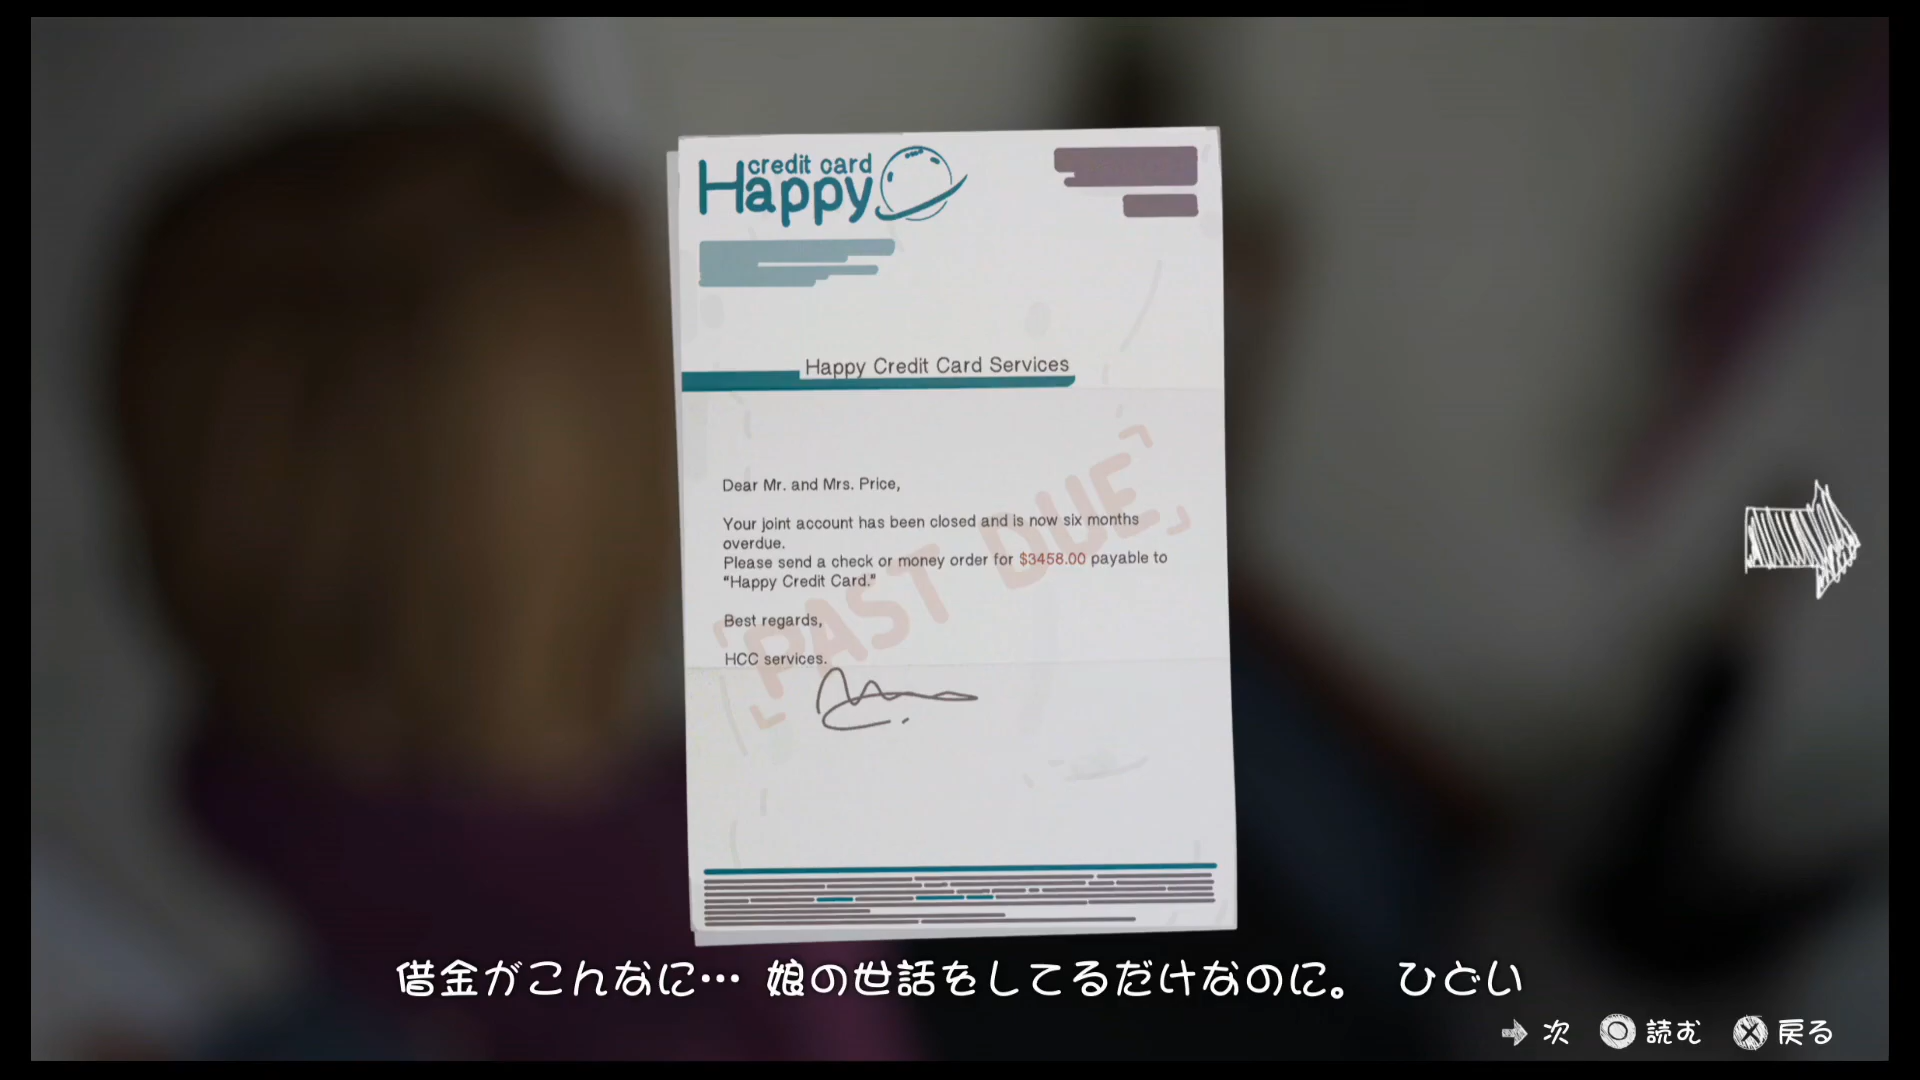 credit card
Happy
Happy Credit Card Services
Dear Mr. and Mrs. Price,
Your joint account has been closed and is now six months
overdue.
Please send a check or money order for $3458.00 payable to
“Happy Credit Card.”
Best regards,
HCC services.
PAST DUE
借金がこんなに… 娘の世話をしてるだけなのに。 ひどい
次 読む 戻る